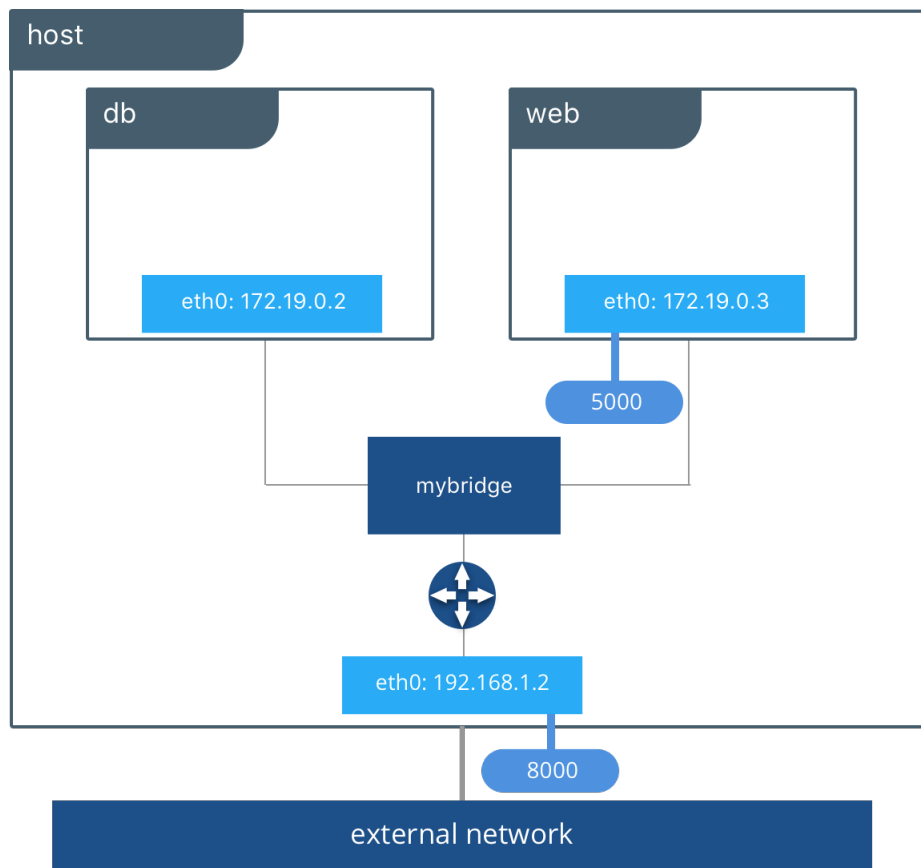 host
db
web
eth0: 172.19.0.2
eth0: 172.19.0.3
5000
mybridge
eth0: 192.168.1.2
8000
external network